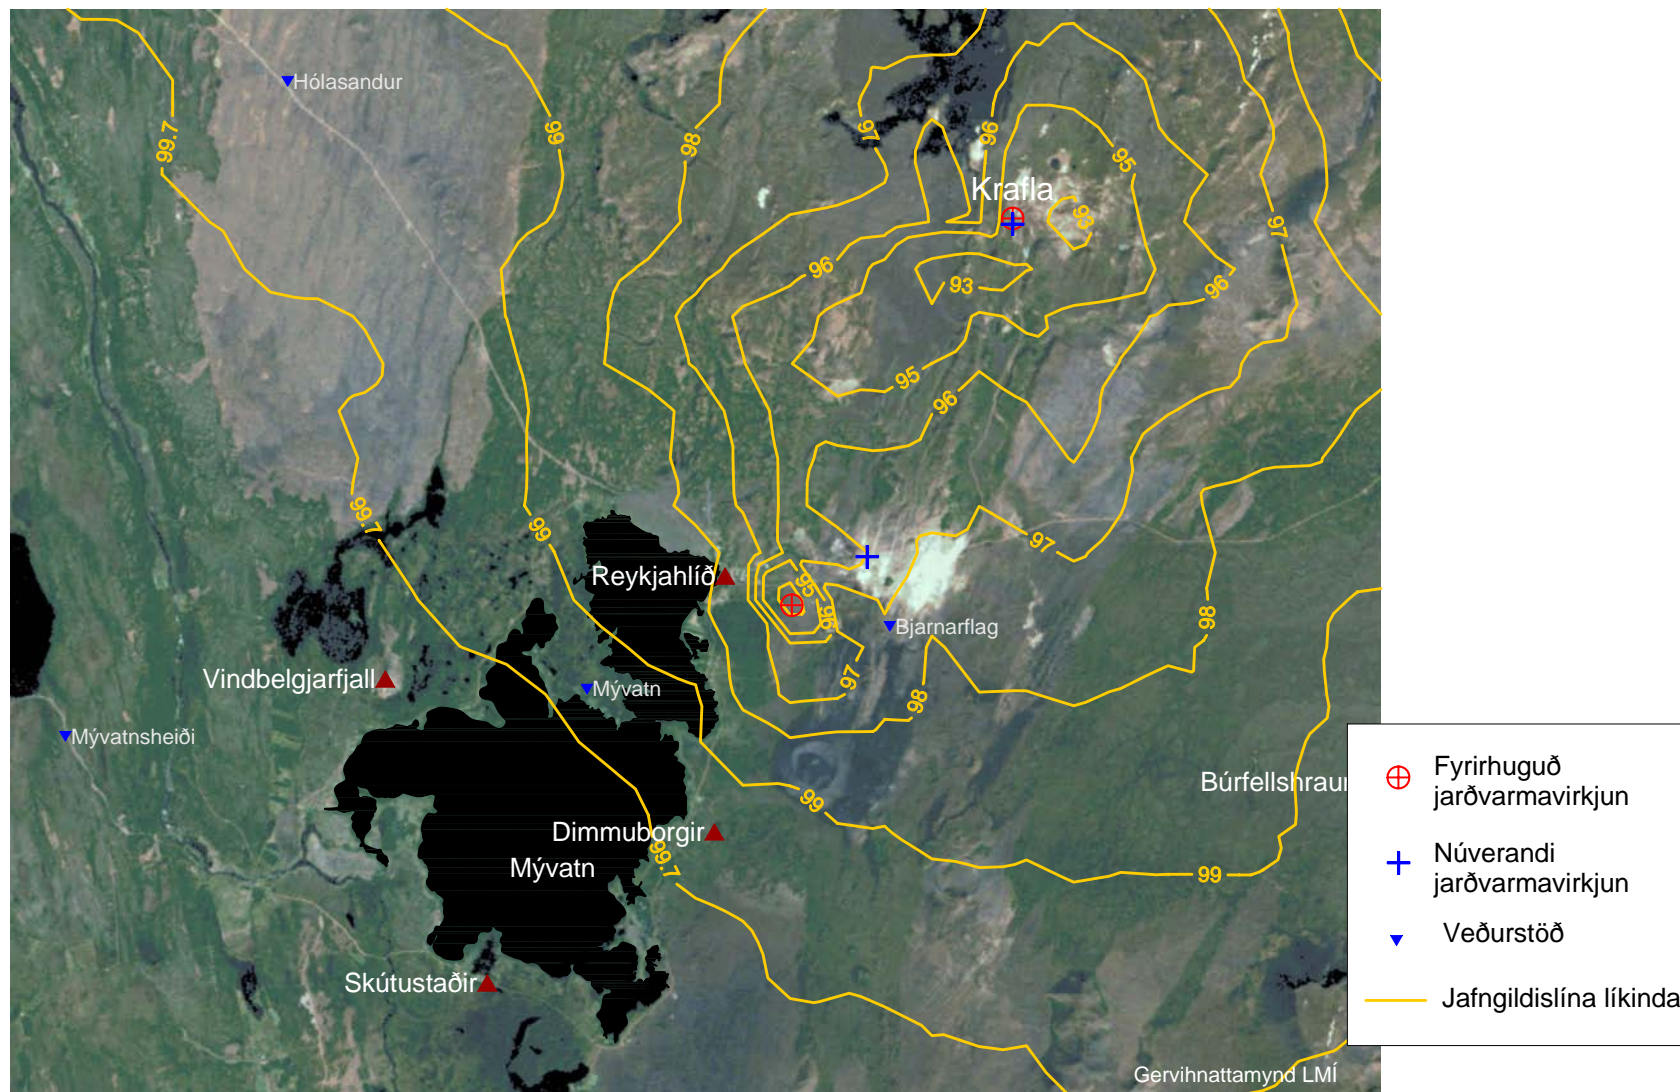 Hólasandur
99.7
99
98
97
96
95
Krafla
93
97
96
93
96
95
96
99.7
99
97
Reykjahlíð
95
96
98
Bjarnarflag
Vindbelgjarfjall
97
Mývatn
98
Mývatnsheiði
Fyrirhuguð
jarðvarmavirkjun
Búrfellshraun
99
Dimmuborgir
99.7
Mývatn
99
Núverandi
jarðvarmavirkjun
Veðurstöð
Skútustaðir
Jafngildislína líkinda
Gervihnattamynd LMÍ